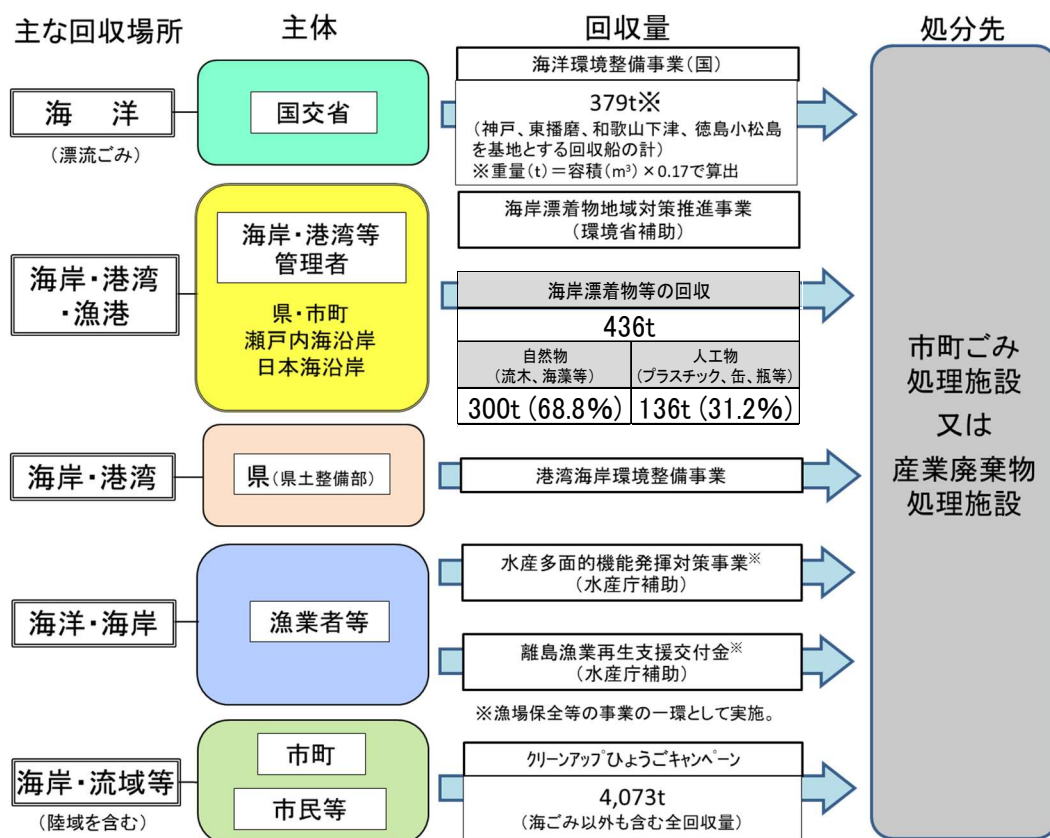 主な回収場所
主体
回収量
処分先
海 洋
(漂流ごみ)
国交省
海洋環境整備事業(国)
379t※
(神戸、東播磨、和歌山下津、徳島小松島
を基地とする回収船の計)
※重量(t)=容積(m³)×0.17で算出
海岸・港湾
・漁港
海岸・港湾等
管理者
県・市町
瀬戸内海沿岸
日本海沿岸
海岸漂着物地域対策推進事業
(環境省補助)
海岸漂着物等の回収
436t
自然物
(流木、海藻等)
人工物
(プラスチック、缶、瓶等)
300t (68.8%)
136t (31.2%)
海岸・港湾
県(県土整備部)
港湾海岸環境整備事業
海洋・海岸
漁業者等
水産多面的機能発揮対策事業※
(水産庁補助)
離島漁業再生支援交付金※
(水産庁補助)
※漁場保全等の事業の一環として実施。
海岸・流域等
(陸域を含む)
市町
市民等
クリーンアップひょうごキャンペーン
4,073t
(海ごみ以外も含む全回収量)
市町ごみ
処理施設
又は
産業廃棄物
処理施設